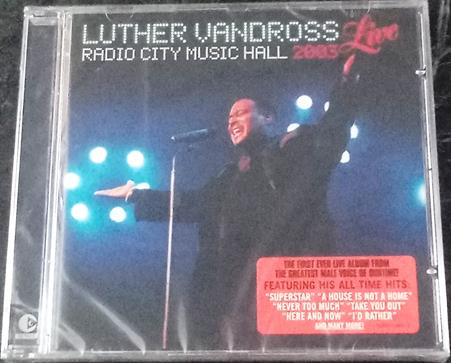 LUTHER VANDROSS Live
RADIO CITY MUSIC HALL 2003
THE FIRST EVER LIVE ALBUM FROM
THE GREATEST MALE VOICE OF OUR TIME!
FEATURING HIS ALL TIME HITS:
"SUPERSTAR" "A HOUSE IS NOT A HOME"
"NEVER TOO MUCH" "TAKE YOU OUT"
"HERE AND NOW" "I'D RATHER"
AND MANY MORE!